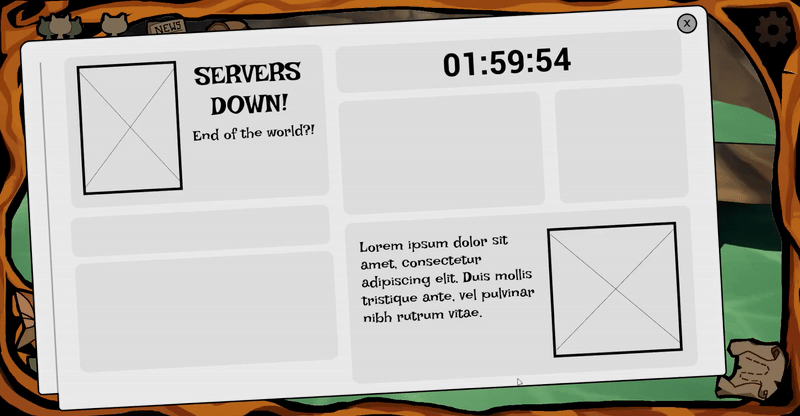 NEWS
X
SERVERS
DOWN!
End of the world?!
01:59:54
Lorem ipsum dolor sit
amet, consectetur
adipiscing elit. Duis mollis
tristique ante, vel pulvinar
nibh rutrum vitae.